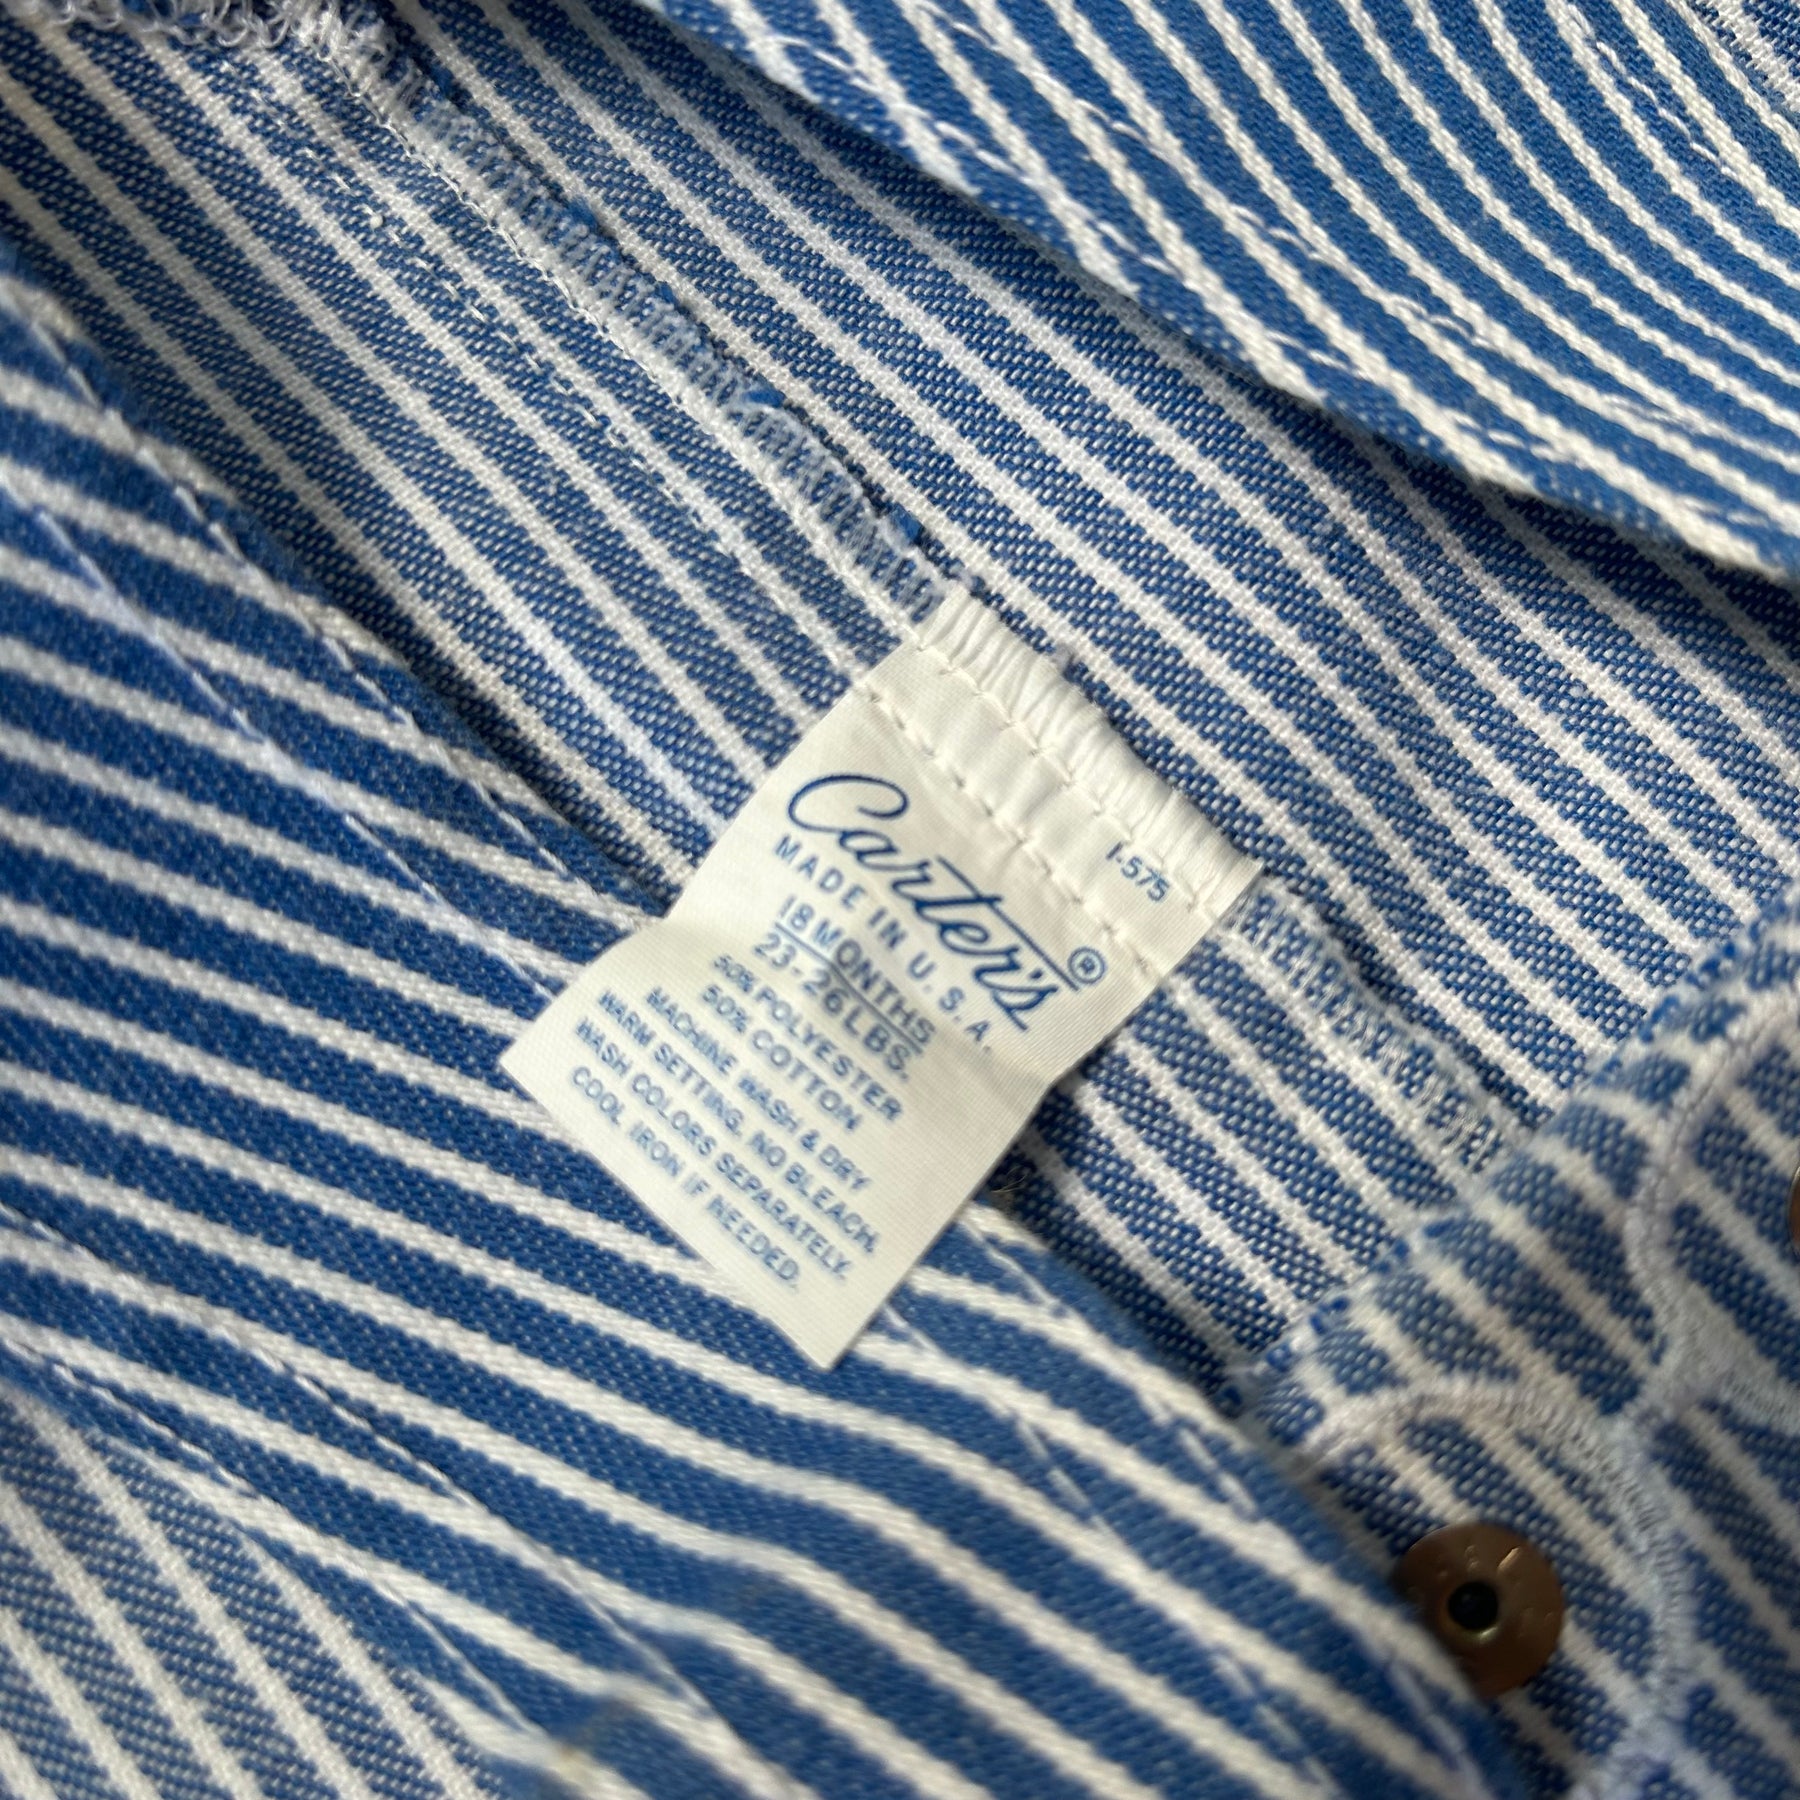 Carter's®
I-575
MADE IN U.S.A.
18 MONTHS
23-26 LBS.
50% POLYESTER
50% COTTON
MACHINE WASH & DRY
WARM SETTING. NO BLEACH.
WASH COLORS SEPARATELY.
COOL IRON IF NEEDED.